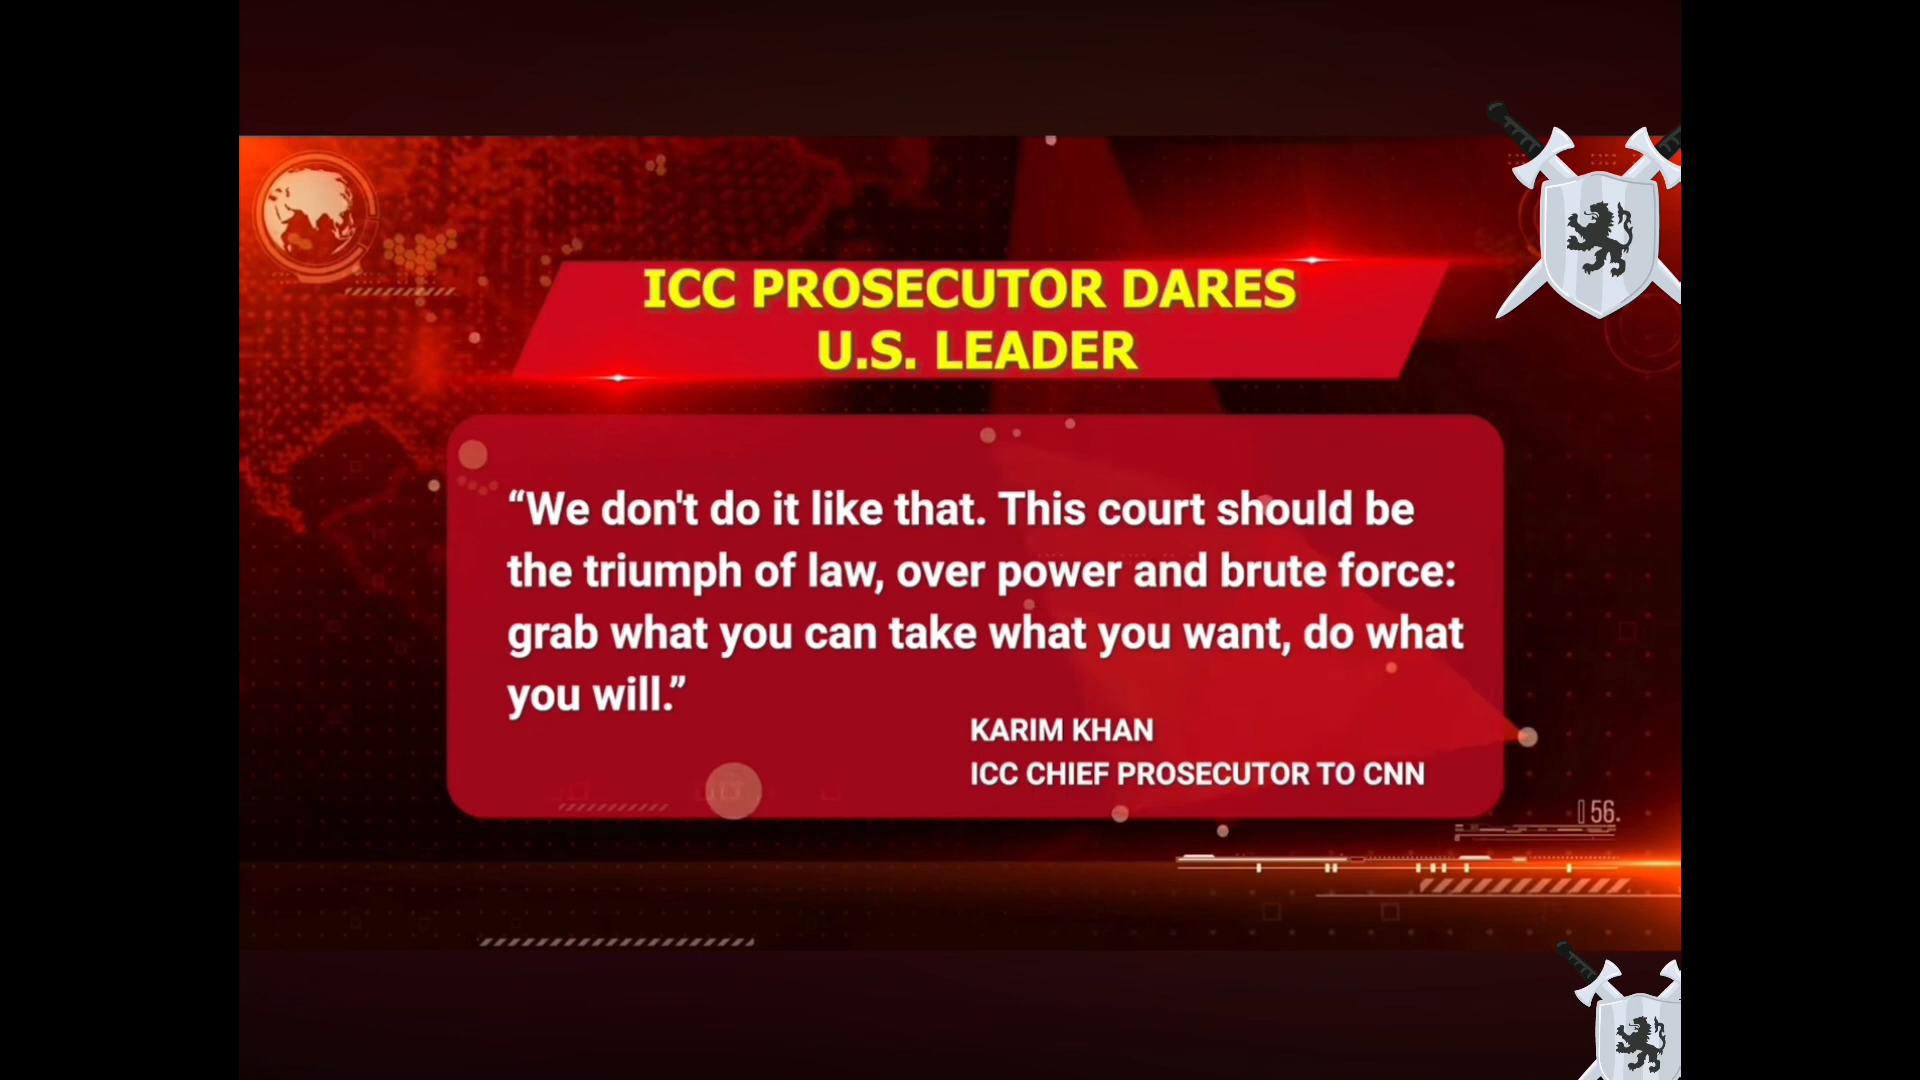 ICC PROSECUTOR DARES
U.S. LEADER
“We don't do it like that. This court should be
the triumph of law, over power and brute force:
grab what you can take what you want, do what
you will.”
KARIM KHAN
ICC CHIEF PROSECUTOR TO CNN
56.